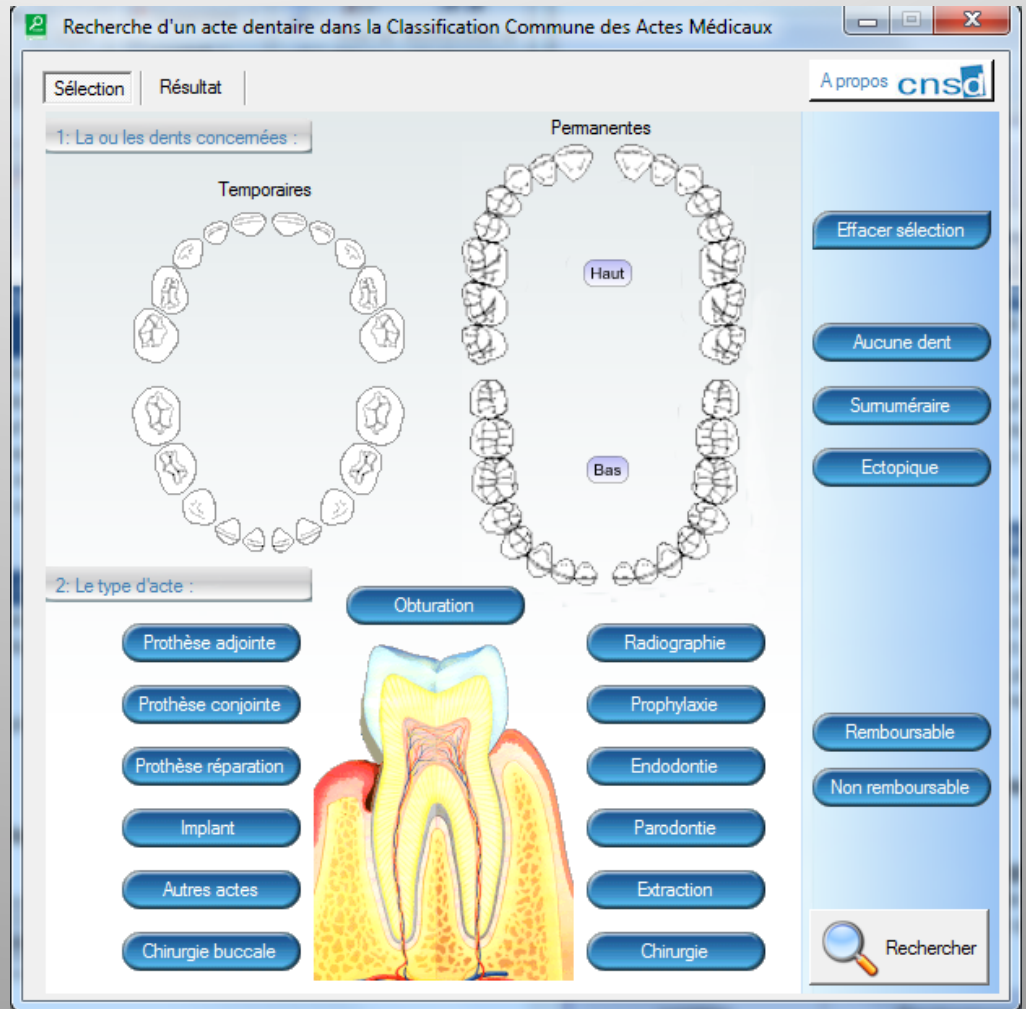 Recherche d'un acte dentaire dans la Classification Commune des Actes Médicaux
Sélection
Résultat
A propos cnsd
1: La ou les dents concernées :
Permanentes
Temporaires
Effacer sélection
Haut
Aucune dent
Surnuméraire
Bas
Ectopique
2: Le type d'acte :
Obturation
Prothèse adjointe
Radiographie
Prothèse conjointe
Prophylaxie
Remboursable
Prothèse réparation
Endodontie
Non remboursable
Implant
Parodontie
Autres actes
Extraction
Chirurgie buccale
Chirurgie
Rechercher